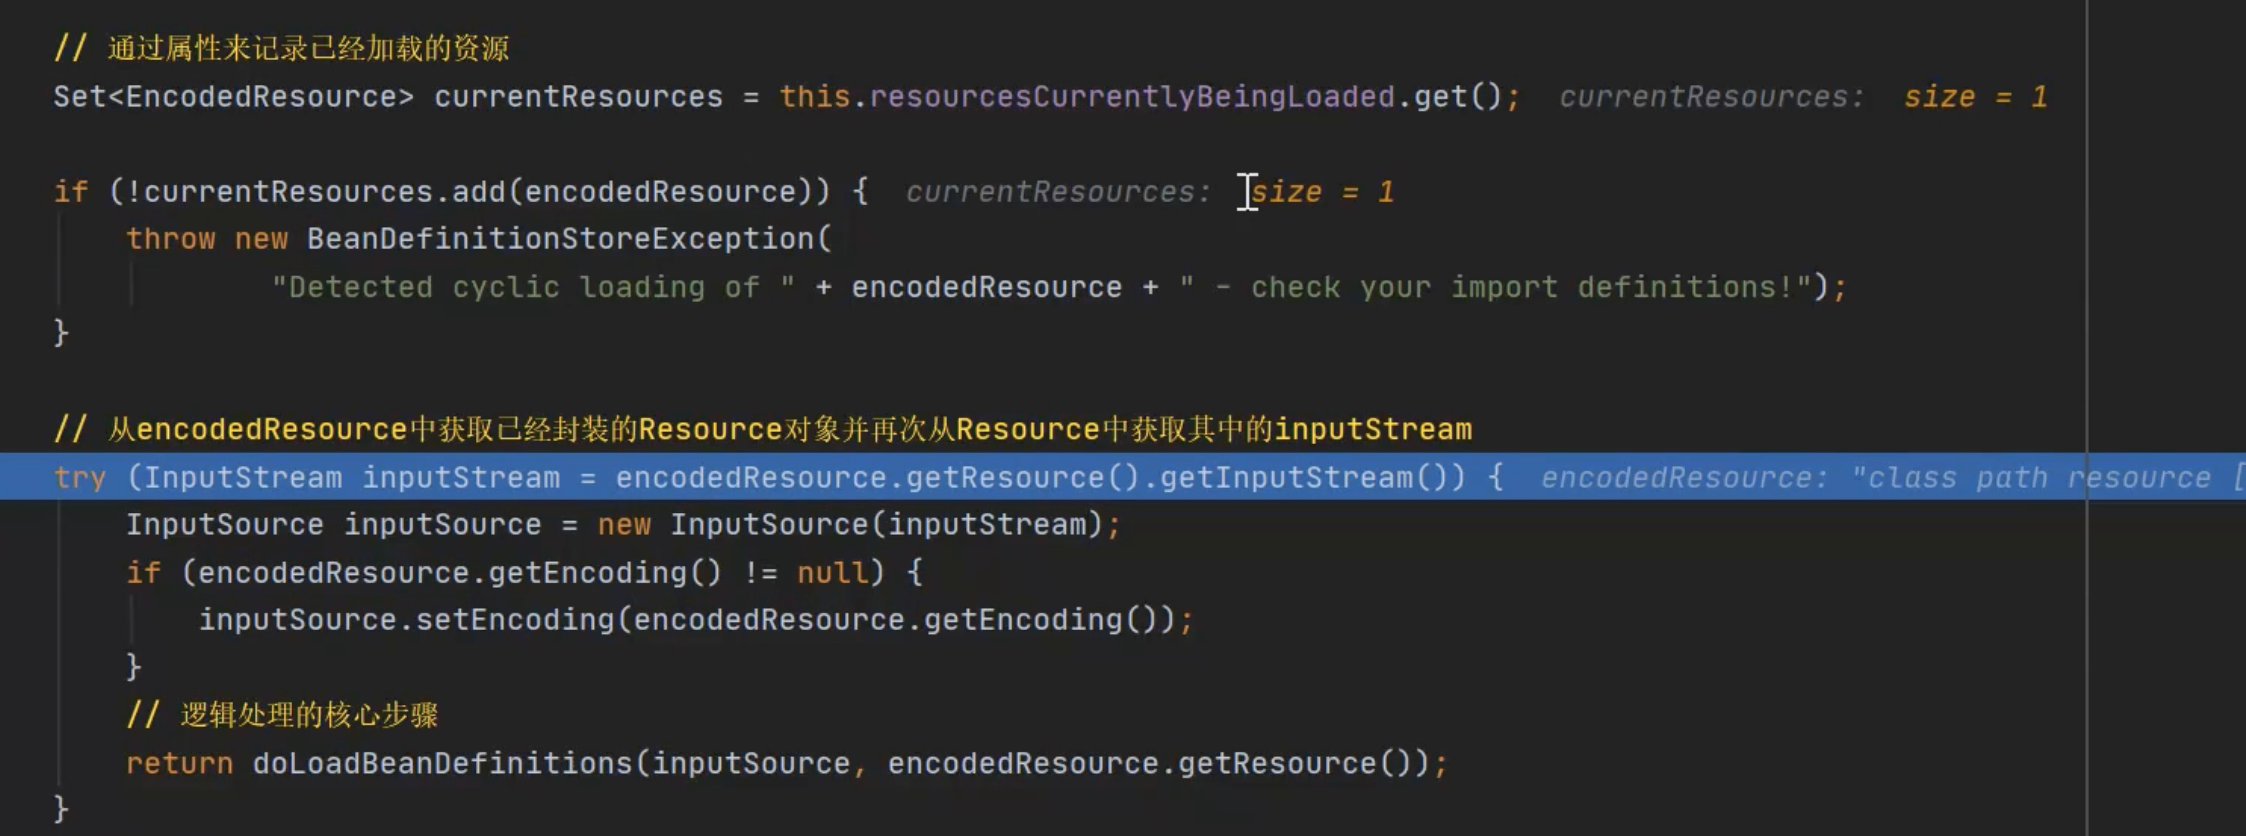 // 通过属性来记录已经加载的资源
Set<EncodedResource> currentResources = this.resourcesCurrentlyBeingLoaded.get();  currentResources:  size = 1
if (!currentResources.add(encodedResource)) {  currentResources:  size = 1
throw new BeanDefinitionStoreException(
"Detected cyclic loading of " + encodedResource + " - check your import definitions!");
}
// 从encodedResource中获取已经封装的Resource对象并再次从Resource中获取其中的inputStream
try (InputStream inputStream = encodedResource.getResource().getInputStream()) {  encodedResource: "class path resource [
InputSource inputSource = new InputSource(inputStream);
if (encodedResource.getEncoding() != null) {
inputSource.setEncoding(encodedResource.getEncoding());
}
// 逻辑处理的核心步骤
return doLoadBeanDefinitions(inputSource, encodedResource.getResource());
}